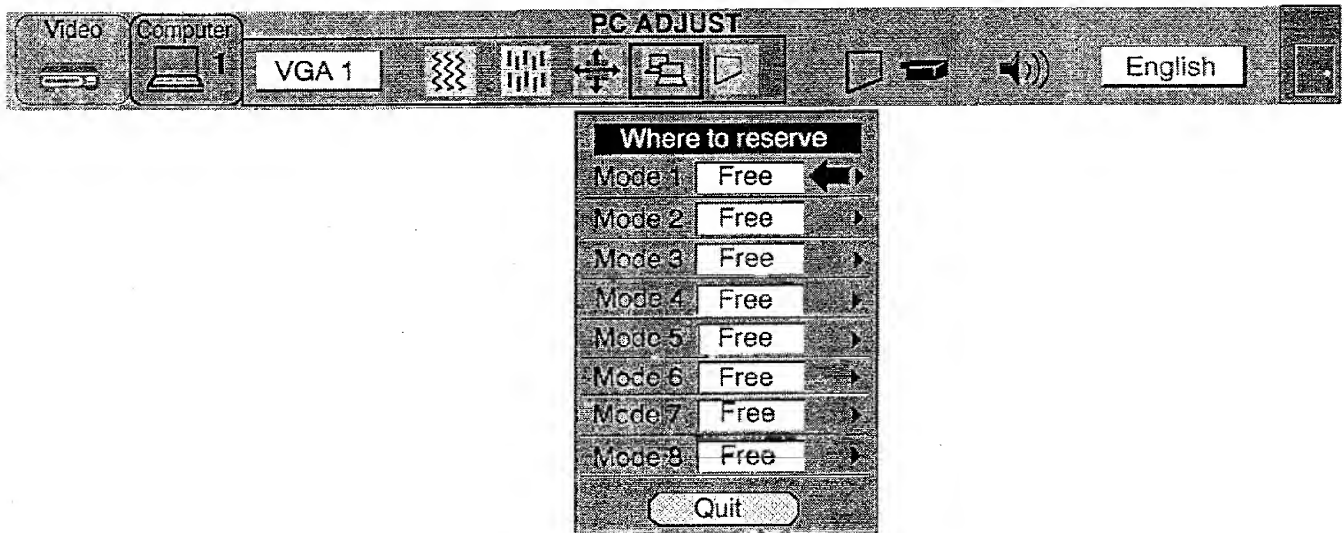 PC ADJUST
Video
Computer
1
VGA 1
English
Where to reserve
Mode 1 Free
Mode 2 Free
Mode 3 Free
Mode 4 Free
Mode 5 Free
Mode 6 Free
Mode 7 Free
Mode 8 Free
Quit